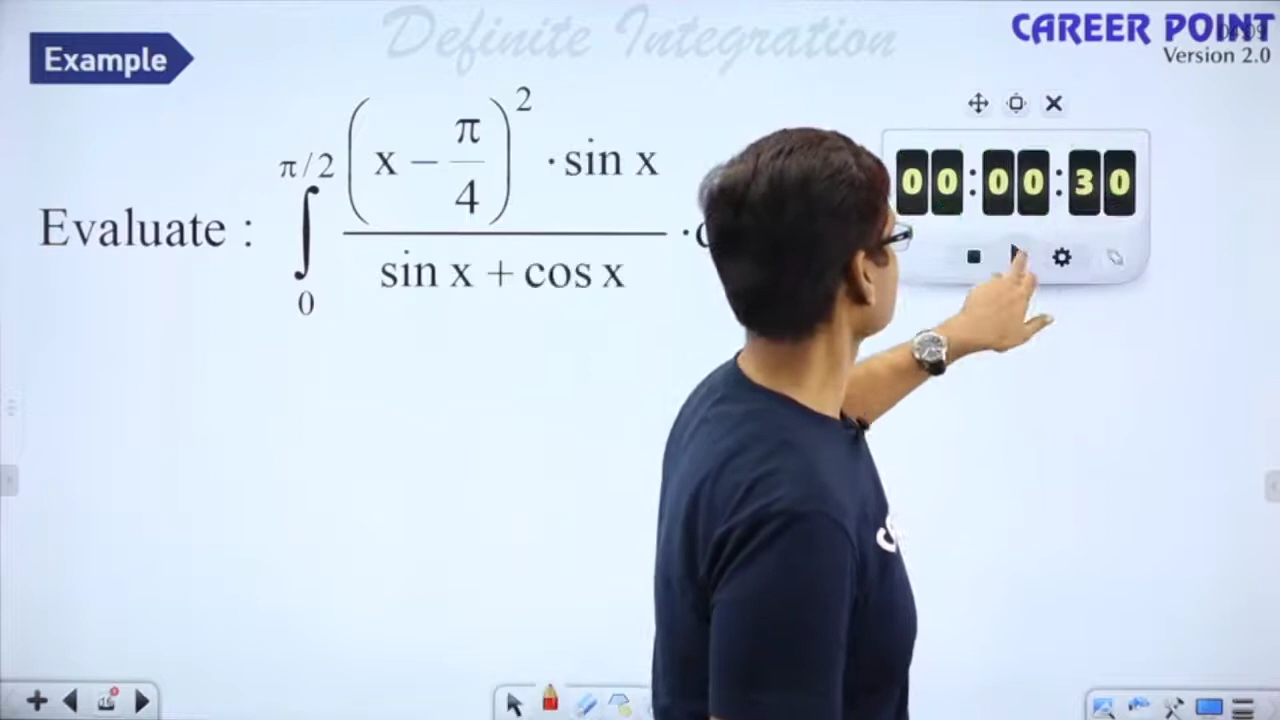 Definite Integration
CAREER POINT
Version 2.0
Example
Evaluate : ∫₀^{π/2} (x − π/4)² · sin x / (sin x + cos x) ·
00:00:30